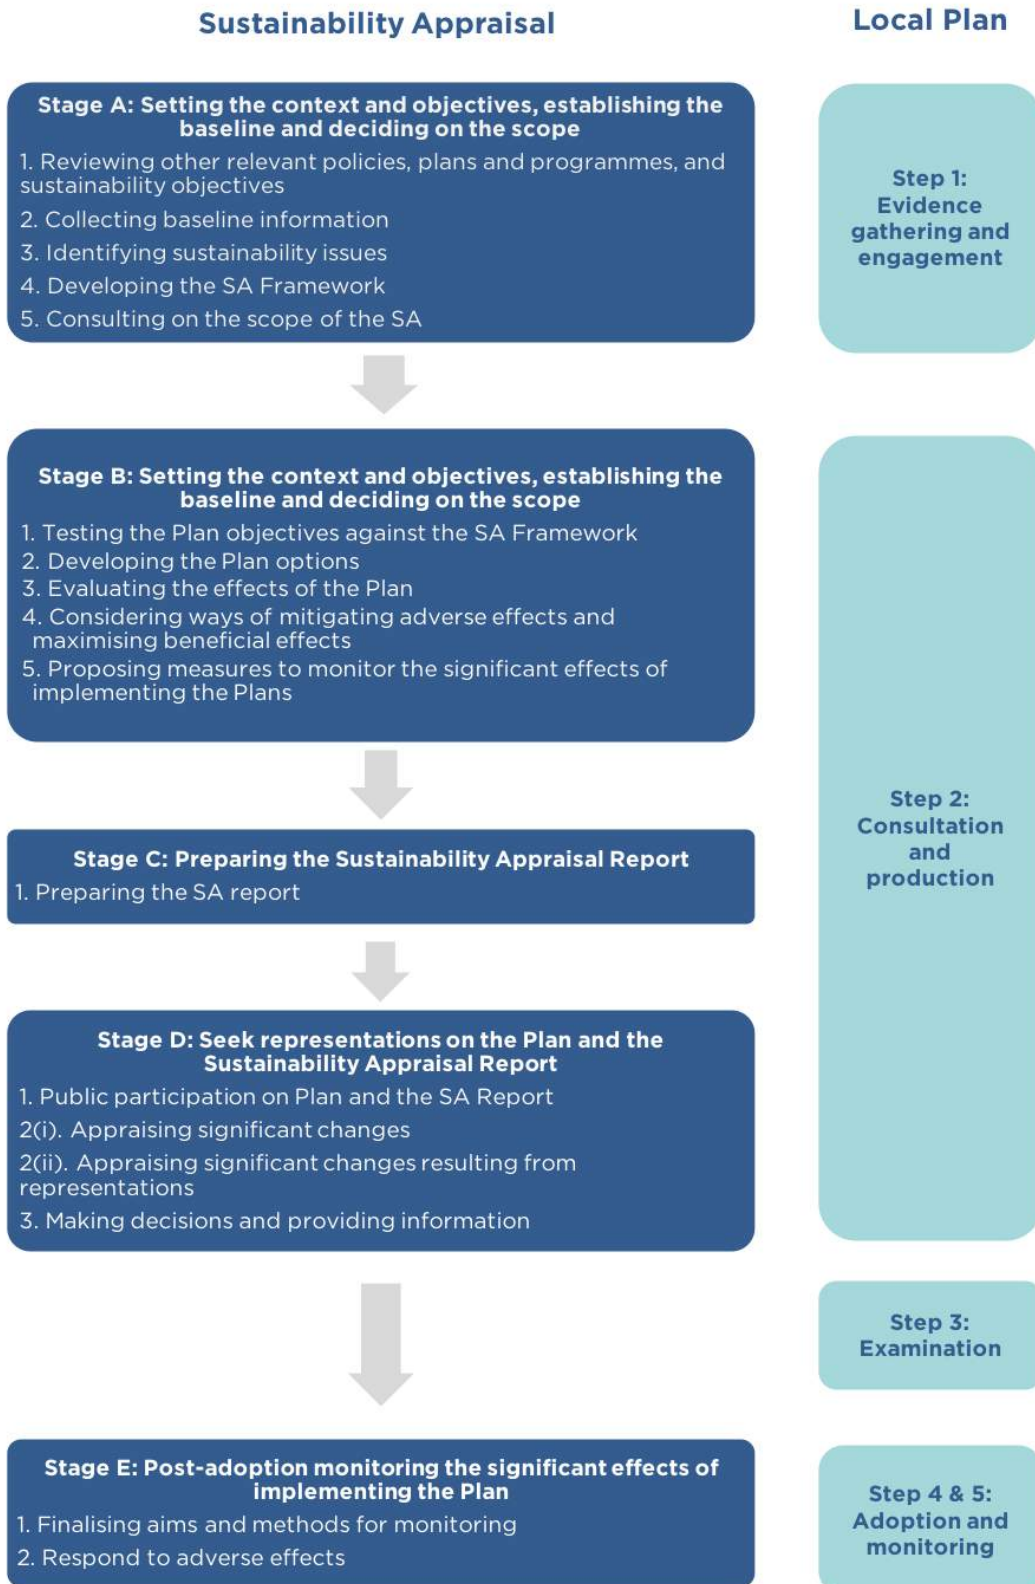 Sustainability Appraisal
Local Plan
Stage A: Setting the context and objectives, establishing the
baseline and deciding on the scope
1. Reviewing other relevant policies, plans and programmes, and
sustainability objectives
2. Collecting baseline information
3. Identifying sustainability issues
4. Developing the SA Framework
5. Consulting on the scope of the SA
Step 1:
Evidence
gathering and
engagement
Stage B: Setting the context and objectives, establishing the
baseline and deciding on the scope
1. Testing the Plan objectives against the SA Framework
2. Developing the Plan options
3. Evaluating the effects of the Plan
4. Considering ways of mitigating adverse effects and
maximising beneficial effects
5. Proposing measures to monitor the significant effects of
implementing the Plans
Stage C: Preparing the Sustainability Appraisal Report
1. Preparing the SA report
Stage D: Seek representations on the Plan and the
Sustainability Appraisal Report
1. Public participation on Plan and the SA Report
2(i). Appraising significant changes
2(ii). Appraising significant changes resulting from
representations
3. Making decisions and providing information
Step 2:
Consultation
and
production
Step 3:
Examination
Stage E: Post-adoption monitoring the significant effects of
implementing the Plan
1. Finalising aims and methods for monitoring
2. Respond to adverse effects
Step 4 & 5:
Adoption and
monitoring